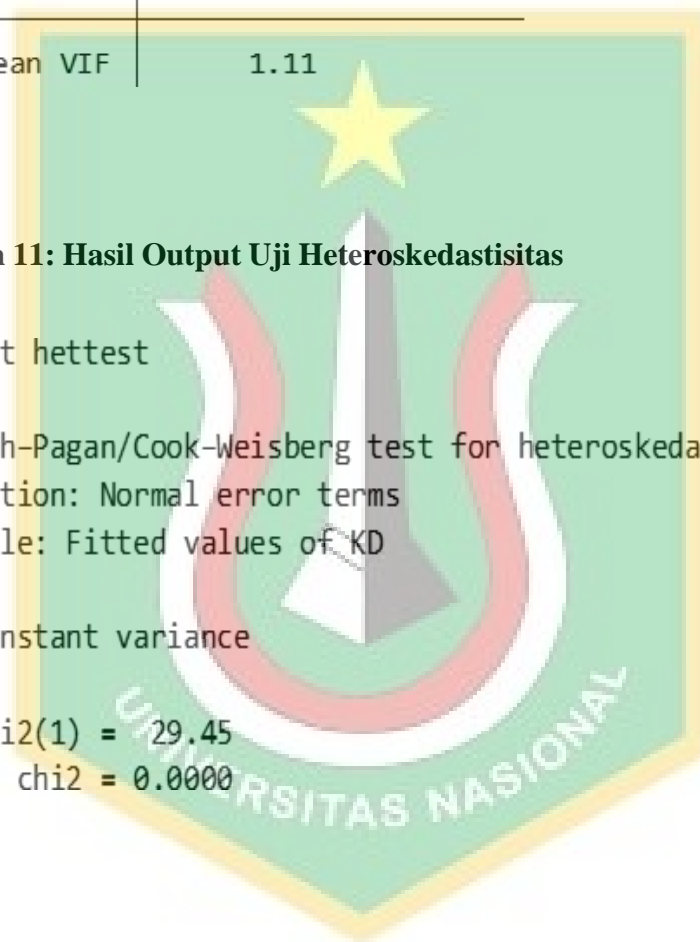 ean VIF 1.11
11: Hasil Output Uji Heteroskedastisitas
t hettest
h–Pagan/Cook–Weisberg test for heteroskeda
tion: Normal error terms
le: Fitted values of KD
nstant variance
i2(1) = 29.45
chi2 = 0.0000
UNIVERSITAS NASIONAL